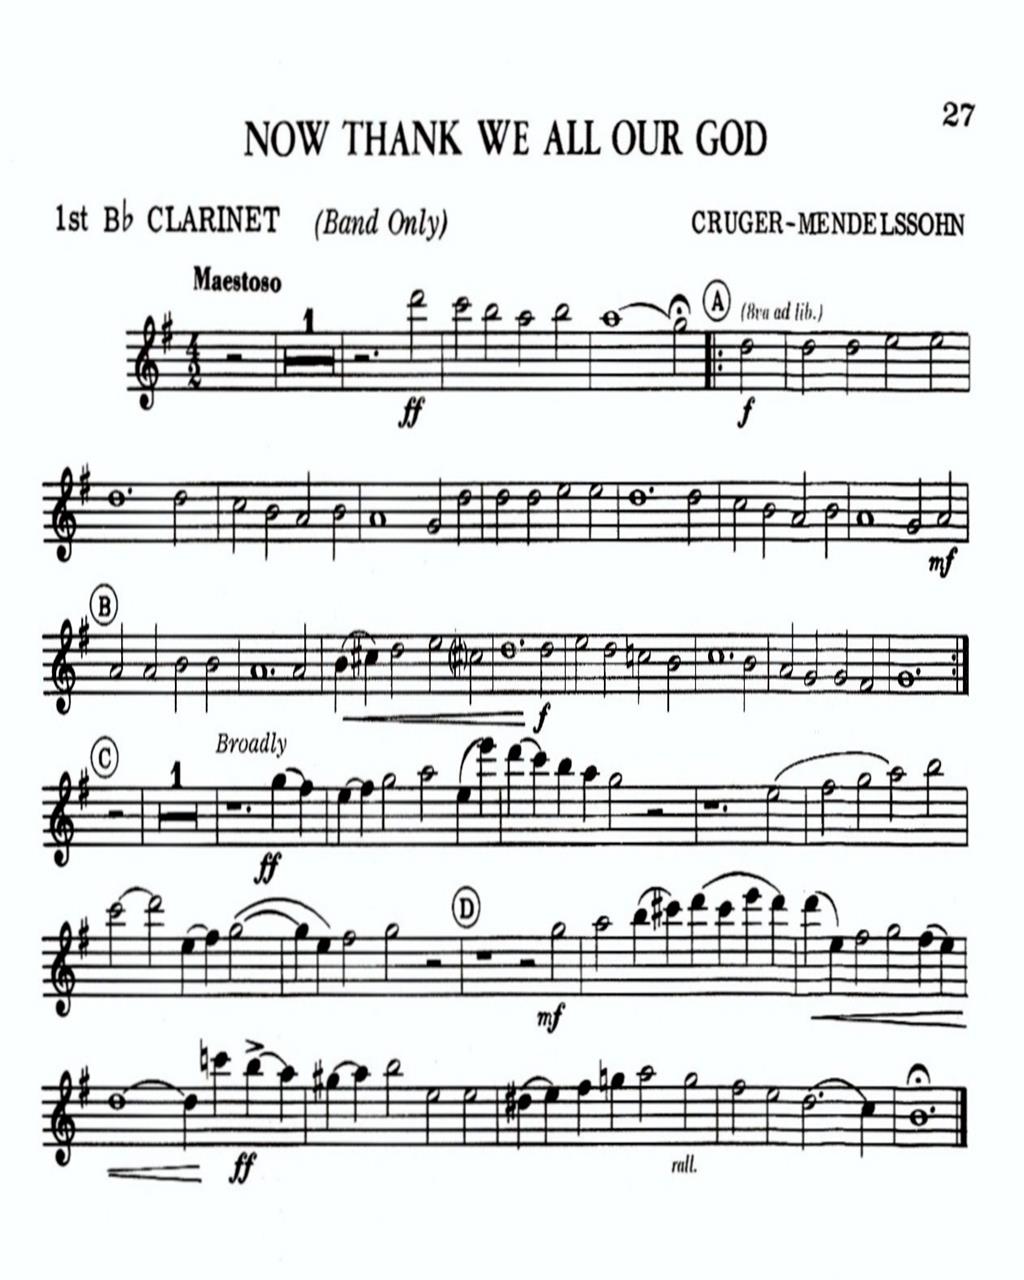 27
NOW THANK WE ALL OUR GOD
1st B♭ CLARINET (Band Only) CRUGER-MENDELSSOHN
Maestoso
1 A (8va ad lib.)
4
2
ff f
mf
B
f
C 1 Broadly
ff
D
mf
ff rall.